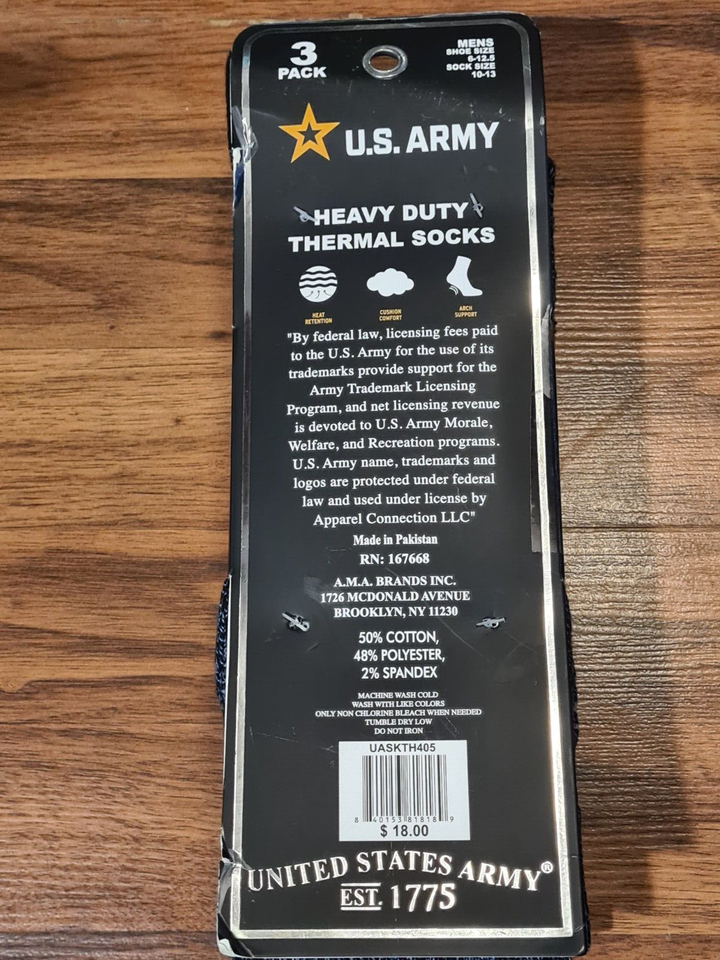 3
PACK
MENS
SHOE SIZE
6-12.5
SOCK SIZE
10-13
U.S. ARMY
HEAVY DUTY
THERMAL SOCKS
HEAT
RETENTION
CUSHION
COMFORT
ARCH
SUPPORT
"By federal law, licensing fees paid
to the U.S. Army for the use of its
trademarks provide support for the
Army Trademark Licensing
Program, and net licensing revenue
is devoted to U.S. Army Morale,
Welfare, and Recreation programs.
U.S. Army name, trademarks and
logos are protected under federal
law and used under license by
Apparel Connection LLC"
Made in Pakistan
RN: 167668
A.M.A. BRANDS INC.
1726 MCDONALD AVENUE
BROOKLYN, NY 11230
50% COTTON,
48% POLYESTER,
2% SPANDEX
MACHINE WASH COLD
WASH WITH LIKE COLORS
ONLY NON CHLORINE BLEACH WHEN NEEDED
TUMBLE DRY LOW
DO NOT IRON
UASKTH405
8 40153 81818 9
$ 18.00
UNITED STATES ARMY®
EST. 1775